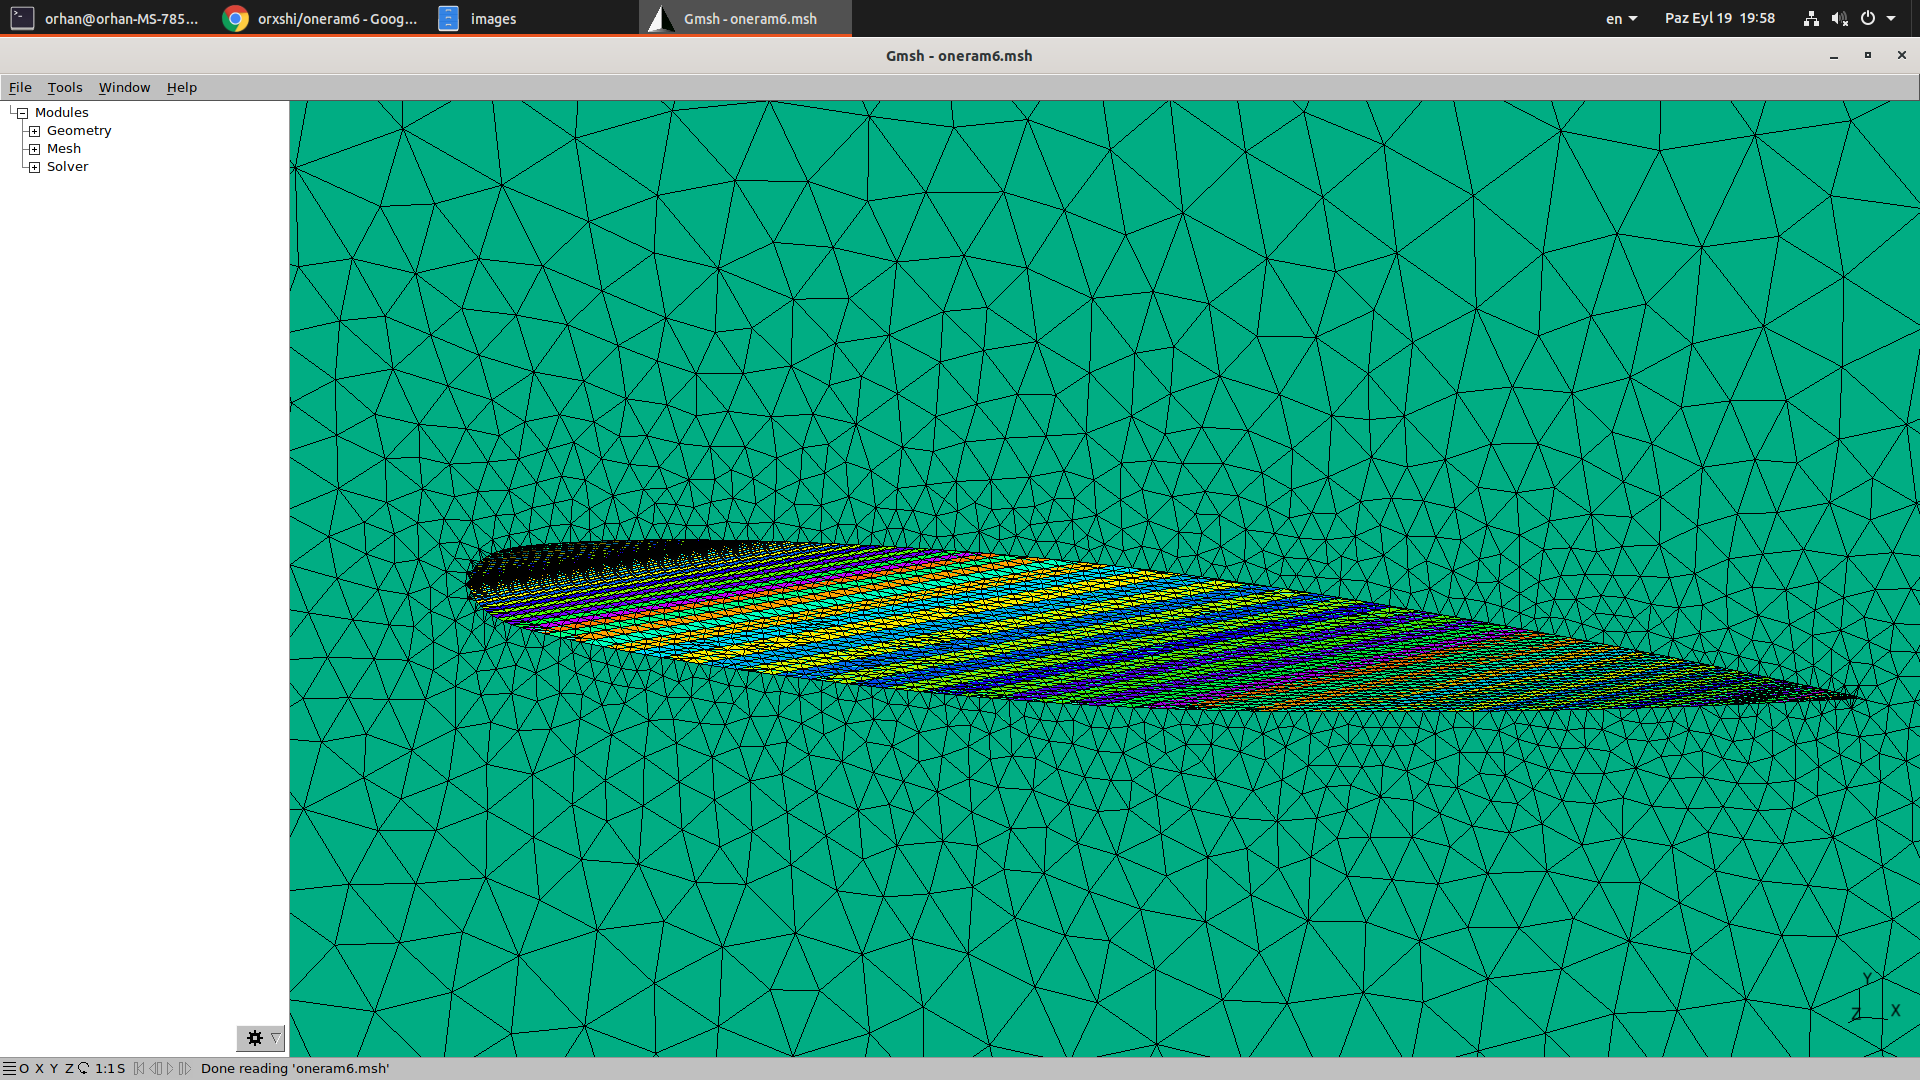 orhan@orhan-MS-785... orxshi/oneram6 - Goog... images Gmsh - oneram6.msh en Paz Eyl 19 19:58
Gmsh - oneram6.msh
File Tools Window Help
Modules
Geometry
Mesh
Solver
Y
Z X
O X Y Z 1:1 S Done reading 'oneram6.msh'